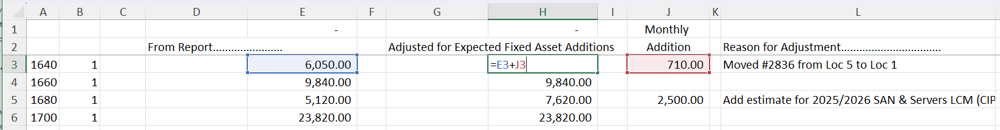 A B C D E F G H I J K L
1 - - Monthly
2 From Report....................... Adjusted for Expected Fixed Asset Additions Addition Reason for Adjustment.................................
3 1640 1 6,050.00 =E3+J3 710.00 Moved #2836 from Loc 5 to Loc 1
4 1660 1 9,840.00 9,840.00
5 1680 1 5,120.00 7,620.00 2,500.00 Add estimate for 2025/2026 SAN & Servers LCM (CIP
6 1700 1 23,820.00 23,820.00